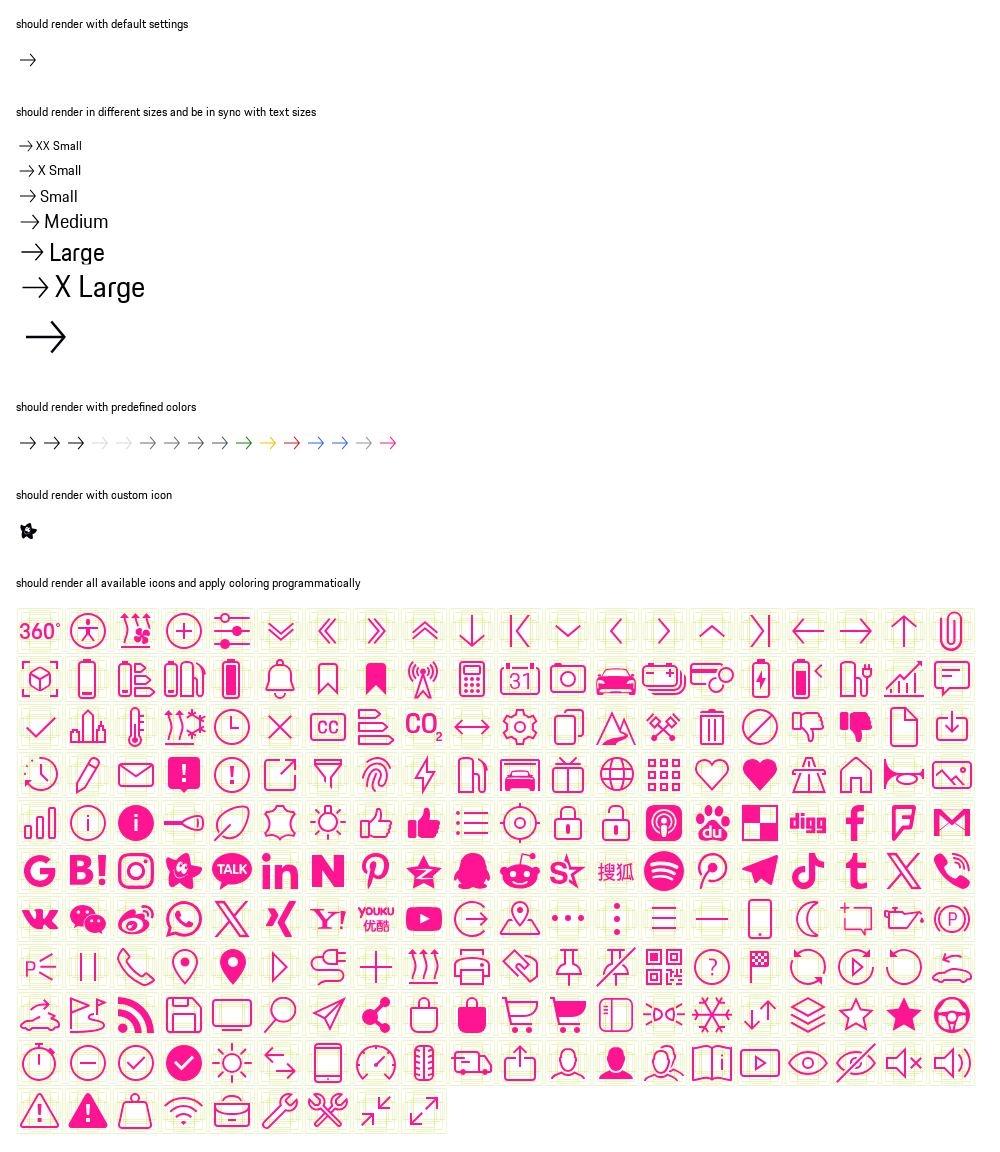 should render with default settings
should render in different sizes and be in sync with text sizes
XX Small
X Small
Small
Medium
Large
X Large
should render with predefined colors
should render with custom icon
should render all available icons and apply coloring programmatically
360°
31
CC CO2
! !
i i
du digg f
G B! TALK in N 搜狐 t X
X Y! YOUKU 优酷 P
P ?
i
! !